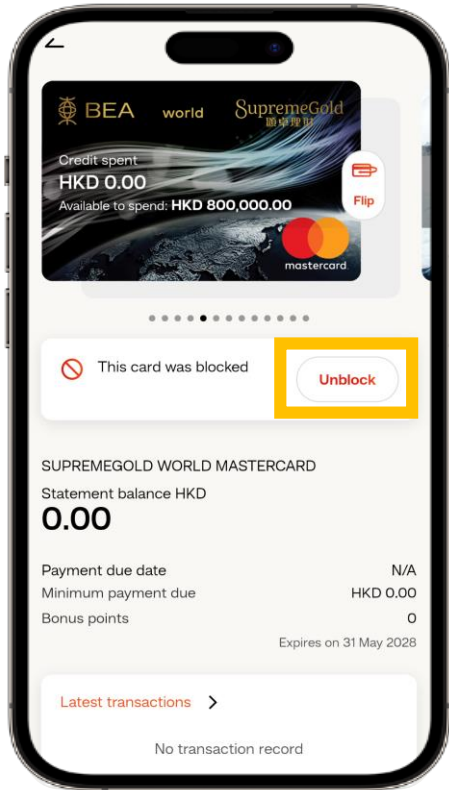 BEA world SupremeGold
顯卓理財
Credit spent
HKD 0.00
Available to spend: HKD 800,000.00
Flip
mastercard
This card was blocked
Unblock
SUPREMEGOLD WORLD MASTERCARD
Statement balance HKD
0.00
Payment due date N/A
Minimum payment due HKD 0.00
Bonus points 0
Expires on 31 May 2028
Latest transactions
No transaction record